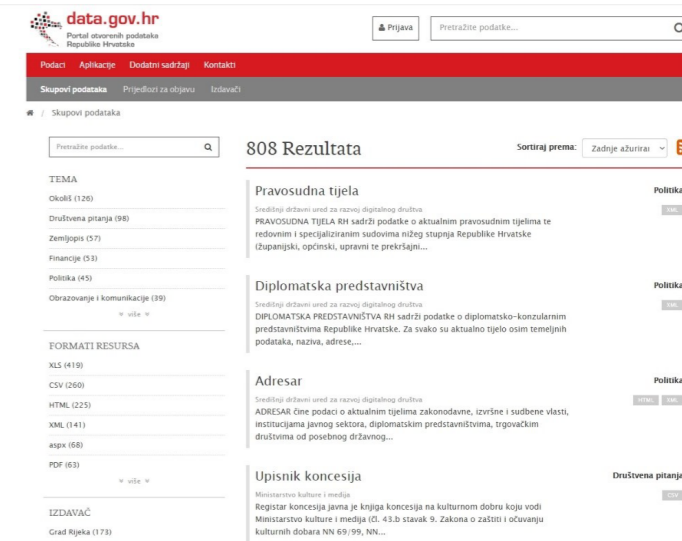 data.gov.hr
Portal otvorenih podataka
Republike Hrvatske
Prijava
Pretražite podatke...
Podaci Aplikacije Dodatni sadržaji Kontakti
Skupovi podataka Prijedlozi za objavu Izdavači
/ Skupovi podataka
Pretražite podatke...
TEMA
Okoliš (126)
Društvena pitanja (98)
Zemljopis (57)
Financije (53)
Politika (45)
Obrazovanje i komunikacije (39)
više
FORMATI RESURSA
XLS (419)
CSV (260)
HTML (225)
XML (141)
aspx (68)
PDF (63)
više
IZDAVAČ
Grad Rijeka (173)
808 Rezultata
Sortiraj prema: Zadnje ažurirar
Pravosudna tijela
Politika
Središnji državni ured za razvoj digitalnog društva
XML
PRAVOSUDNA TIJELA RH sadrži podatke o aktualnim pravosudnim tijelima te
redovnim i specijaliziranim sudovima nižeg stupnja Republike Hrvatske
(županijski, općinski, upravni te prekršajni...
Diplomatska predstavništva
Politika
Središnji državni ured za razvoj digitalnog društva
XML
DIPLOMATSKA PREDSTAVNIŠTVA RH sadrži podatke o diplomatsko-konzularnim
predstavništvima Republike Hrvatske. Za svako su aktualno tijelo osim temeljnih
podataka, naziva, adrese,...
Adresar
Politika
Središnji državni ured za razvoj digitalnog društva
HTML XML
ADRESAR čine podaci o aktualnim tijelima zakonodavne, izvršne i sudbene vlasti,
institucijama javnog sektora, diplomatskim predstavništvima, trgovačkim
društvima od posebnog državnog...
Upisnik koncesija
Društvena pitanja
Ministarstvo kulture i medija
CSV
Registar koncesija javna je knjiga koncesija na kulturnom dobru koju vodi
Ministarstvo kulture i medija (čl. 43.b stavak 9. Zakona o zaštiti i očuvanju
kulturnih dobara NN 69/99, NN...